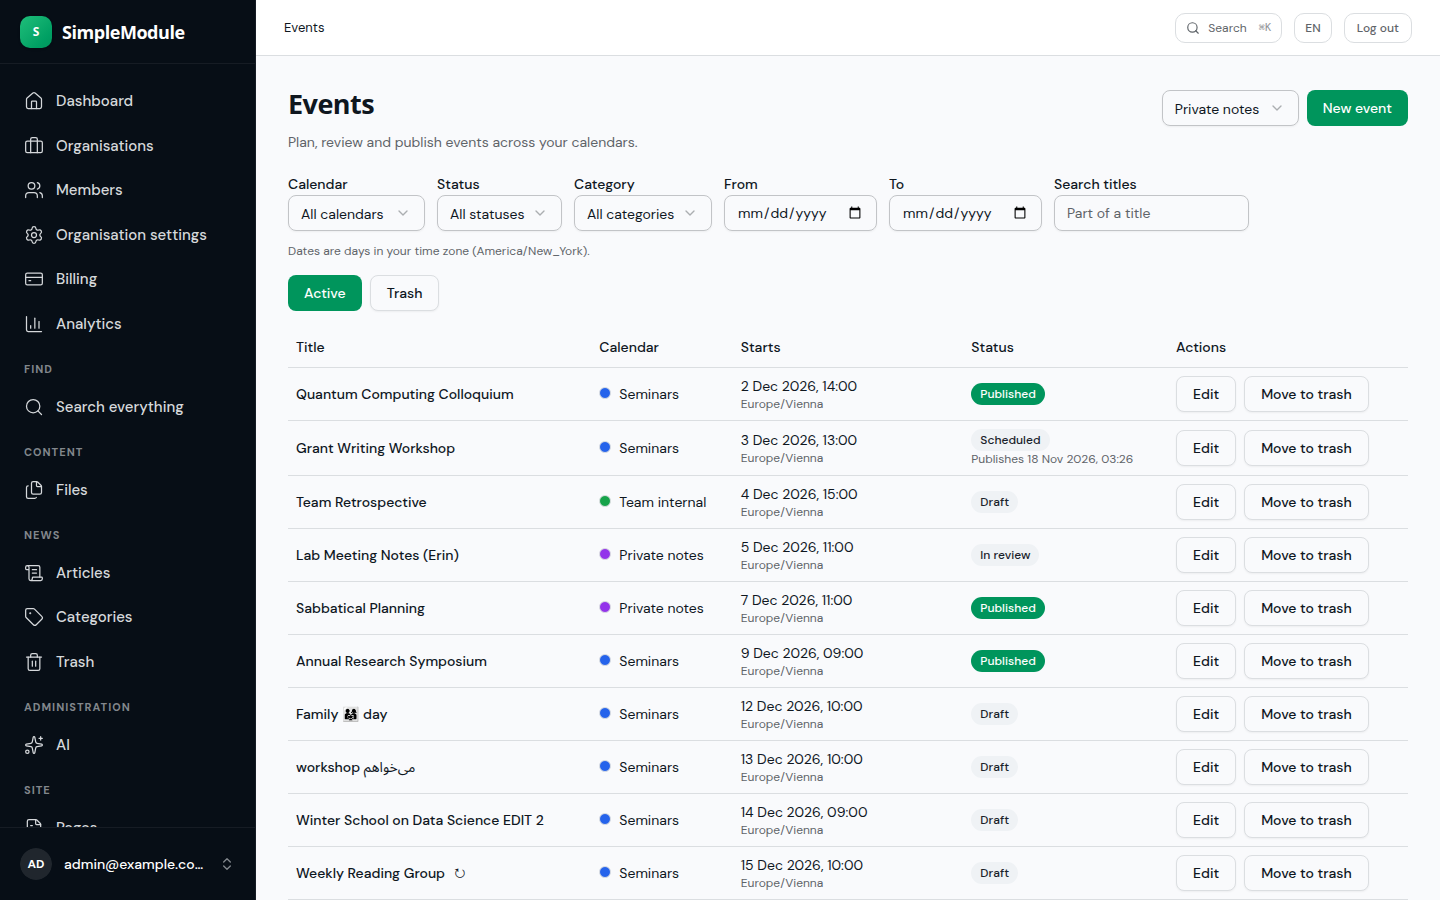 S SimpleModule
Dashboard
Organisations
Members
Organisation settings
Billing
Analytics
FIND
Search everything
CONTENT
Files
NEWS
Articles
Categories
Trash
ADMINISTRATION
AI
SITE
Pages
AD admin@example.co...
Events
Search ⌘K
EN
Log out
Events
Private notes
New event
Plan, review and publish events across your calendars.
Calendar Status Category From To Search titles
All calendars All statuses All categories mm/dd/yyyy mm/dd/yyyy Part of a title
Dates are days in your time zone (America/New_York).
Active Trash
Title Calendar Starts Status Actions
Quantum Computing Colloquium Seminars 2 Dec 2026, 14:00 Published Edit Move to trash
Europe/Vienna
Grant Writing Workshop Seminars 3 Dec 2026, 13:00 Scheduled Edit Move to trash
Europe/Vienna Publishes 18 Nov 2026, 03:26
Team Retrospective Team internal 4 Dec 2026, 15:00 Draft Edit Move to trash
Europe/Vienna
Lab Meeting Notes (Erin) Private notes 5 Dec 2026, 11:00 In review Edit Move to trash
Europe/Vienna
Sabbatical Planning Private notes 7 Dec 2026, 11:00 Published Edit Move to trash
Europe/Vienna
Annual Research Symposium Seminars 9 Dec 2026, 09:00 Published Edit Move to trash
Europe/Vienna
Family 👨‍👩‍👧 day Seminars 12 Dec 2026, 10:00 Draft Edit Move to trash
Europe/Vienna
workshop می‌خواهم Seminars 13 Dec 2026, 10:00 Draft Edit Move to trash
Europe/Vienna
Winter School on Data Science EDIT 2 Seminars 14 Dec 2026, 09:00 Draft Edit Move to trash
Europe/Vienna
Weekly Reading Group ↻ Seminars 15 Dec 2026, 10:00 Draft Edit Move to trash
Europe/Vienna